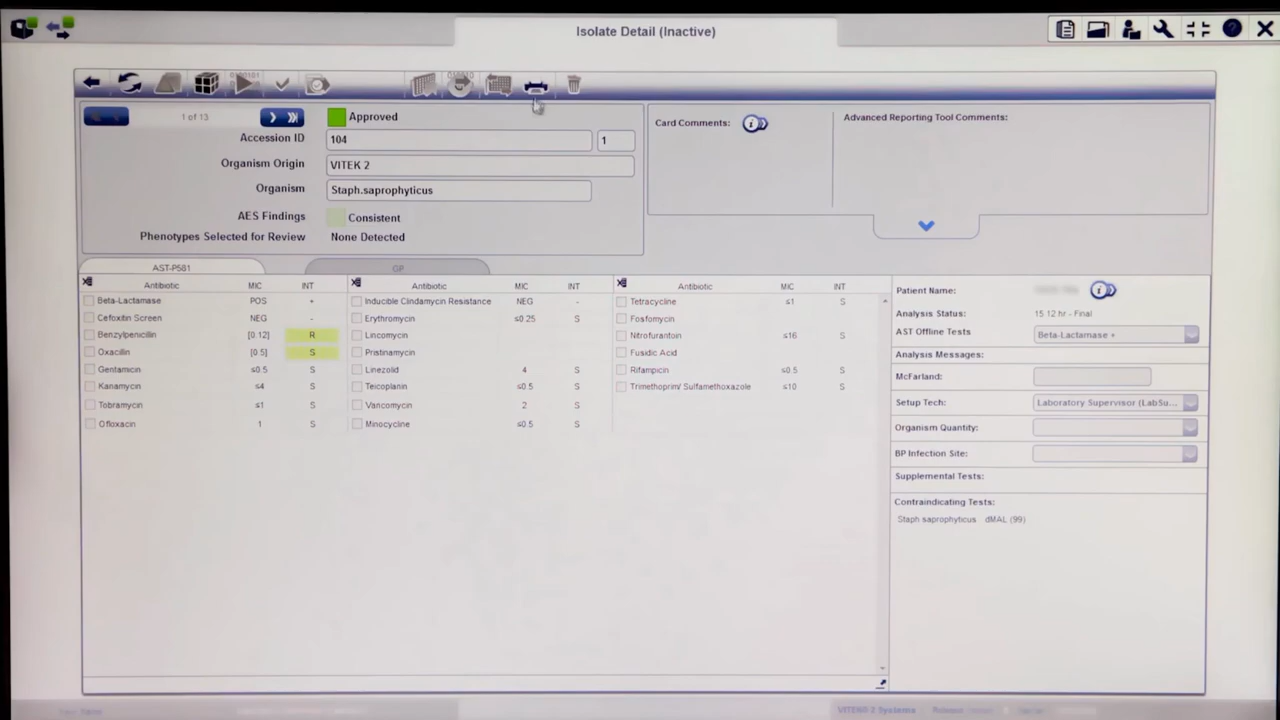 Isolate Detail (Inactive)
1 of 13
Approved
Accession ID 104 1
Organism Origin VITEK 2
Organism Staph.saprophyticus
AES Findings Consistent
Phenotypes Selected for Review None Detected
Card Comments:
Advanced Reporting Tool Comments:
AST-P581 GP
Antibiotic MIC INT Antibiotic MIC INT Antibiotic MIC INT
Beta-Lactamase POS + Inducible Clindamycin Resistance NEG - Tetracycline ≤1 S
Cefoxitin Screen NEG - Erythromycin ≤0.25 S Fosfomycin
Benzylpenicillin [0.12] R Lincomycin Nitrofurantoin ≤16 S
Oxacillin [0.5] S Pristinamycin Fusidic Acid
Gentamicin ≤0.5 S Linezolid 4 S Rifampicin ≤0.5 S
Kanamycin ≤4 S Teicoplanin ≤0.5 S Trimethoprim/ Sulfamethoxazole ≤10 S
Tobramycin ≤1 S Vancomycin 2 S
Ofloxacin 1 S Minocycline ≤0.5 S
Patient Name:
Analysis Status: 15.12 hr - Final
AST Offline Tests Beta-Lactamase +
Analysis Messages:
McFarland:
Setup Tech: Laboratory Supervisor (LabSu...
Organism Quantity:
BP Infection Site:
Supplemental Tests:
Contraindicating Tests:
Staph saprophyticus dMAL (99)
VITEK® 2 Systems